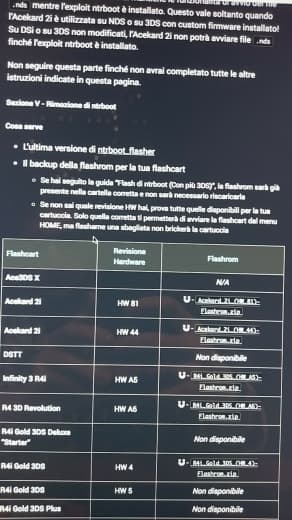 .nds mentre l'exploit ntrboot è installato. Questo vale soltanto quando
l'Acekard 2i è utilizzata su NDS o su 3DS con custom firmware installato!
Su DSi o su 3DS non modificati, l'Acekard 2i non potrà avviare file .nds
finché l'exploit ntrboot è installato.
Non seguire questa parte finché non avrai completato tutte le altre
istruzioni indicate in questa pagina.
Sezione V - Rimozione di ntrboot
Cosa serve
• L'ultima versione di ntrboot_flasher
• Il backup della flashrom per la tua flashcart
○ Se hai seguito la guida "Flash di ntrboot (Con più 3DS)", la flashrom sarà già
presente nella cartella corretta e non sarà necessario riscaricarla
○ Se non sai quale revisione HW hai, prova tutte quelle disponibili per la tua
cartuccia. Solo quella corretta ti permetterà di avviare la flashcart dal menu
HOME, ma flasharne una sbagliata non brickerà la cartuccia
Flashcart Revisione Hardware Flashrom
Ace3DS X N/A
Acekard 2i HW 81 - Acekard_2i_(HW_81)-
Flashrom.zip
Acekard 2i HW 44 - Acekard_2i_(HW_44)-
Flashrom.zip
DSTT Non disponibile
Infinity 3 R4i HW A5 - R4i_Gold_3DS_(HW_A5)-
Flashrom.zip
R4 3D Revolution HW A6 - R4i_Gold_3DS_(HW_A6)-
Flashrom.zip
R4i Gold 3DS Deluxe
"Starter" Non disponibile
R4i Gold 3DS HW 4 - R4i_Gold_3DS_(HW_4)-
Flashrom.zip
R4i Gold 3DS HW 5 Non disponibile
R4i Gold 3DS Plus Non disponibile